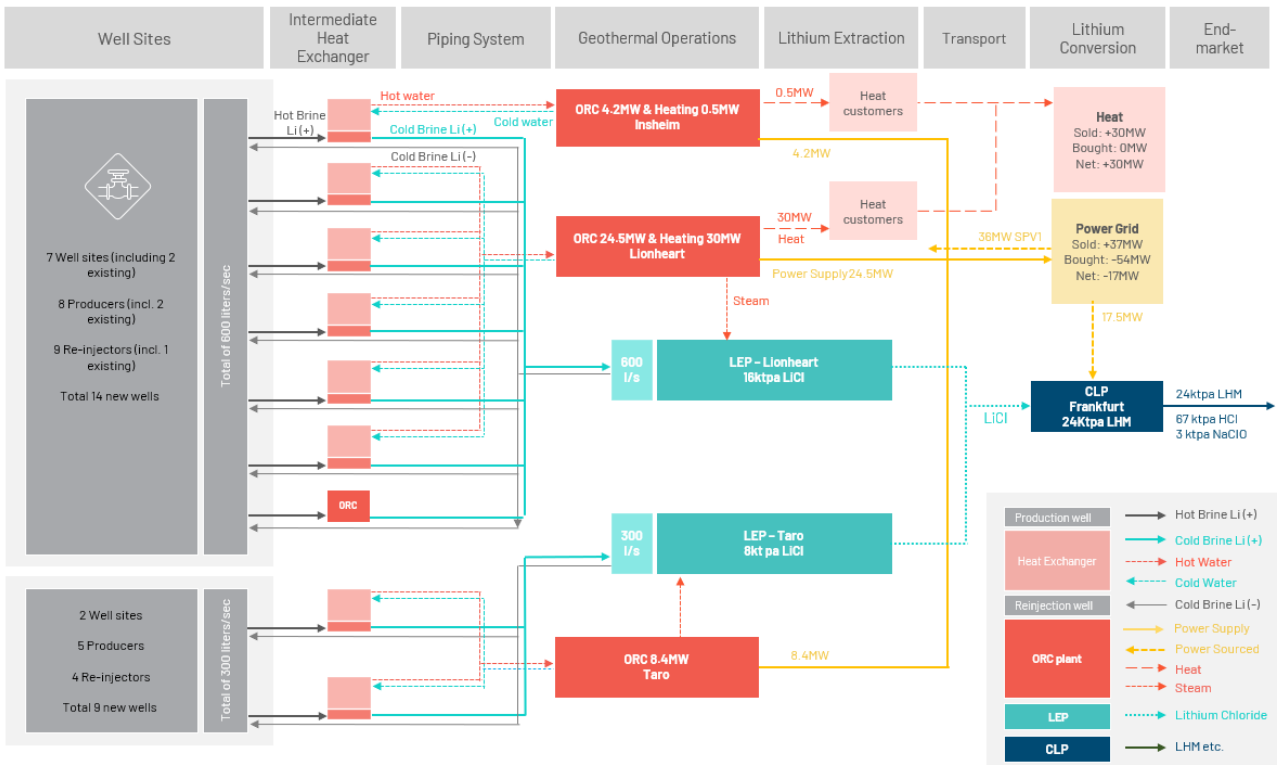 Well Sites
Intermediate
Heat
Exchanger
Piping System
Geothermal Operations
Lithium Extraction
Transport
Lithium
Conversion
End-
market
7 Well sites (including 2
existing)
8 Producers (incl. 2
existing)
9 Re-injectors (incl. 1
existing)
Total 14 new wells
Total of 600 liters/sec
Hot Brine
Li (+)
Hot water
Cold water
Cold Brine Li (+)
Cold Brine Li (-)
ORC
ORC 4.2MW & Heating 0.5MW
Insheim
0.5MW
Heat
customers
4.2MW
ORC 24.5MW & Heating 30MW
Lionheart
30MW
Heat
Heat
customers
Power Supply24.5MW
Steam
Heat
Sold: +30MW
Bought: 0MW
Net: +30MW
36MW SPV1
Power Grid
Sold: +37MW
Bought: -54MW
Net: -17MW
17.5MW
600
l/s
LEP – Lionheart
16ktpa LiCl
LiCl
CLP
Frankfurt
24Ktpa LHM
24ktpa LHM
67 ktpa HCl
3 ktpa NaClO
300
l/s
LEP – Taro
8kt pa LiCl
2 Well sites
5 Producers
4 Re-injectors
Total 9 new wells
Total of 300 liters/sec
ORC 8.4MW
Taro
8.4MW
Production well
Heat Exchanger
Reinjection well
ORC plant
LEP
CLP
Hot Brine Li (+)
Cold Brine Li (+)
Hot Water
Cold Water
Cold Brine Li (-)
Power Supply
Power Sourced
Heat
Steam
Lithium Chloride
LHM etc.